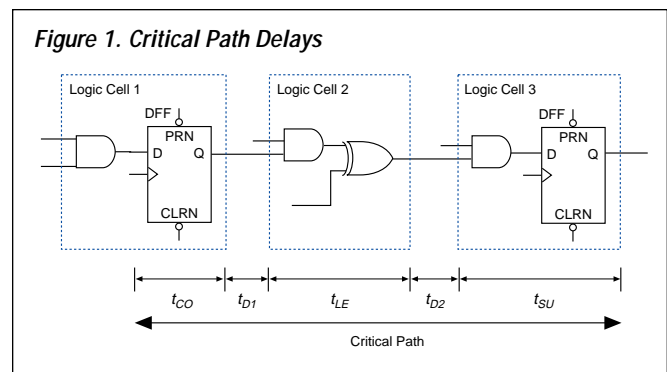 Figure 1. Critical Path Delays
Logic Cell 1
Logic Cell 2
Logic Cell 3
DFF
PRN
D
Q
CLRN
DFF
PRN
D
Q
CLRN
tCO
tD1
tLE
tD2
tSU
Critical Path